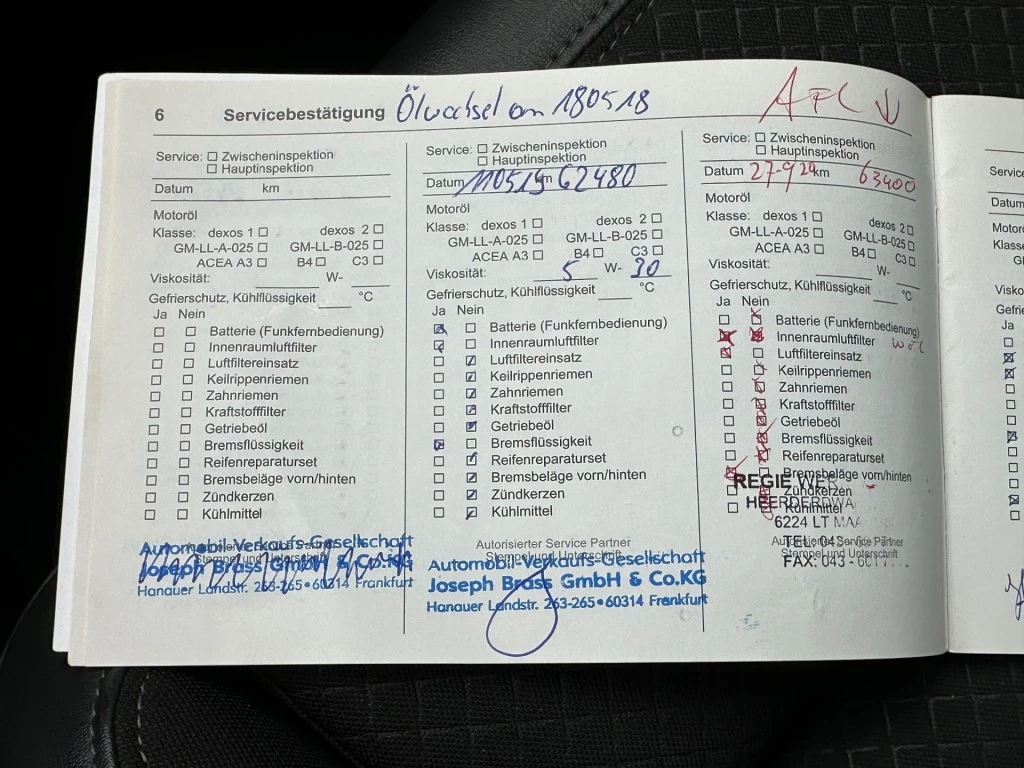 6 Servicebestätigung Ölwechsel am 180518
Service: Zwischeninspektion
Hauptinspektion
Datum km
Motoröl
Klasse: dexos 1 dexos 2
GM-LL-A-025 GM-LL-B-025
ACEA A3 B4 C3
Viskosität: W-
Gefrierschutz, Kühlflüssigkeit °C
Ja Nein
Batterie (Funkfernbedienung)
Innenraumluftfilter
Luftfiltereinsatz
Keilrippenriemen
Zahnriemen
Kraftstofffilter
Getriebeöl
Bremsflüssigkeit
Reifenreparaturset
Bremsbeläge vorn/hinten
Zündkerzen
Kühlmittel
Automobil-Verkaufs-Gesellschaft
Joseph Brass GmbH & Co.KG
Hanauer Landstr. 263-265•60314 Frankfurt
Service: Zwischeninspektion
Hauptinspektion
Datum 110519 km 62480
Motoröl
Klasse: dexos 1 dexos 2
GM-LL-A-025 GM-LL-B-025
ACEA A3 B4 C3
Viskosität: 5 W- 30
Gefrierschutz, Kühlflüssigkeit °C
Ja Nein
Batterie (Funkfernbedienung)
Innenraumluftfilter
Luftfiltereinsatz
Keilrippenriemen
Zahnriemen
Kraftstofffilter
Getriebeöl
Bremsflüssigkeit
Reifenreparaturset
Bremsbeläge vorn/hinten
Zündkerzen
Kühlmittel
Autorisierter Service Partner
Stempel und Unterschrift
Automobil-Verkaufs-Gesellschaft
Joseph Brass GmbH & Co.KG
Hanauer Landstr. 263-265•60314 Frankfurt
Service: Zwischeninspektion
Hauptinspektion
Datum 27-9 20 km 63400
Motoröl
Klasse: dexos 1 dexos 2
GM-LL-A-025 GM-LL-B-025
ACEA A3 B4 C3
Viskosität: W-
Gefrierschutz, Kühlflüssigkeit °C
Ja Nein
Batterie (Funkfernbedienung)
Innenraumluftfilter
Luftfiltereinsatz
Keilrippenriemen
Zahnriemen
Kraftstofffilter
Getriebeöl
Bremsflüssigkeit
Reifenreparaturset
Bremsbeläge vorn/hinten
Zündkerzen
Kühlmittel
REGIE
6224 LT
Autorisierter Service Partner
Stempel und Unterschrift
TEL: 043
FAX: 043 -